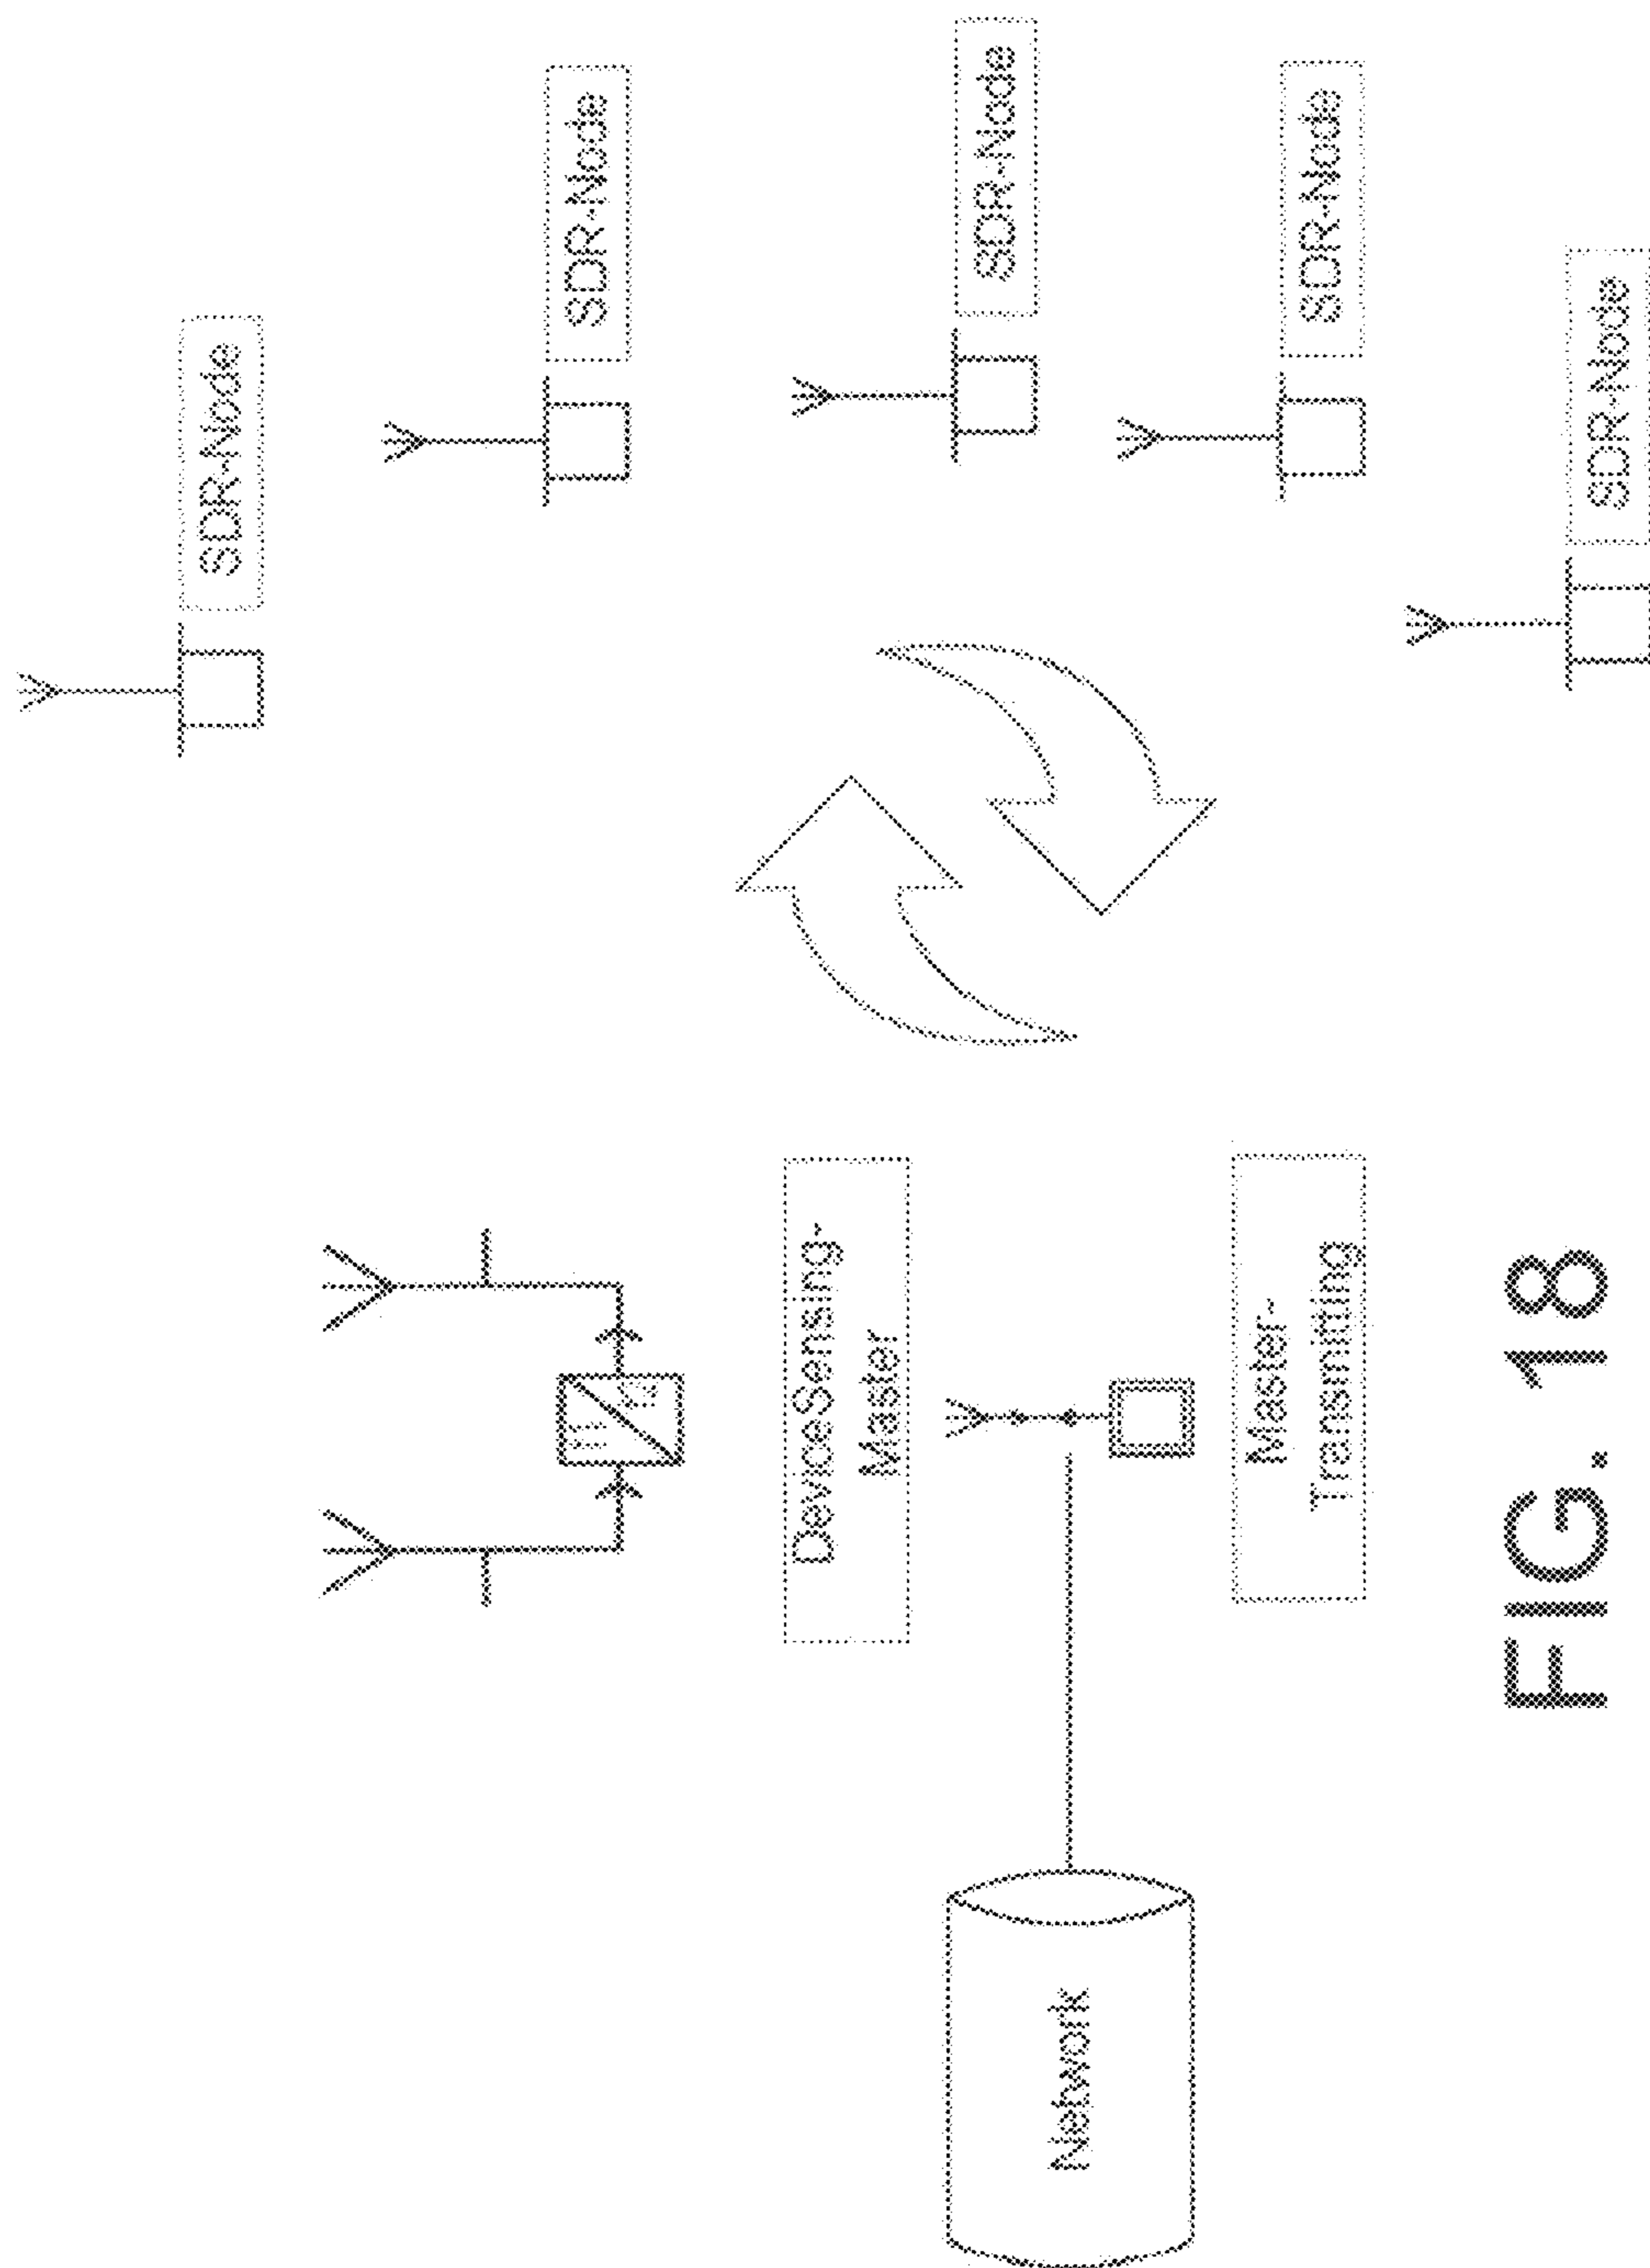 SDR-Node
SDR-Node
DeviceSensing-
Master
SDR-Node
Network
Master-
Transmitting
SDR-Node
SDR-Node
FIG. 18